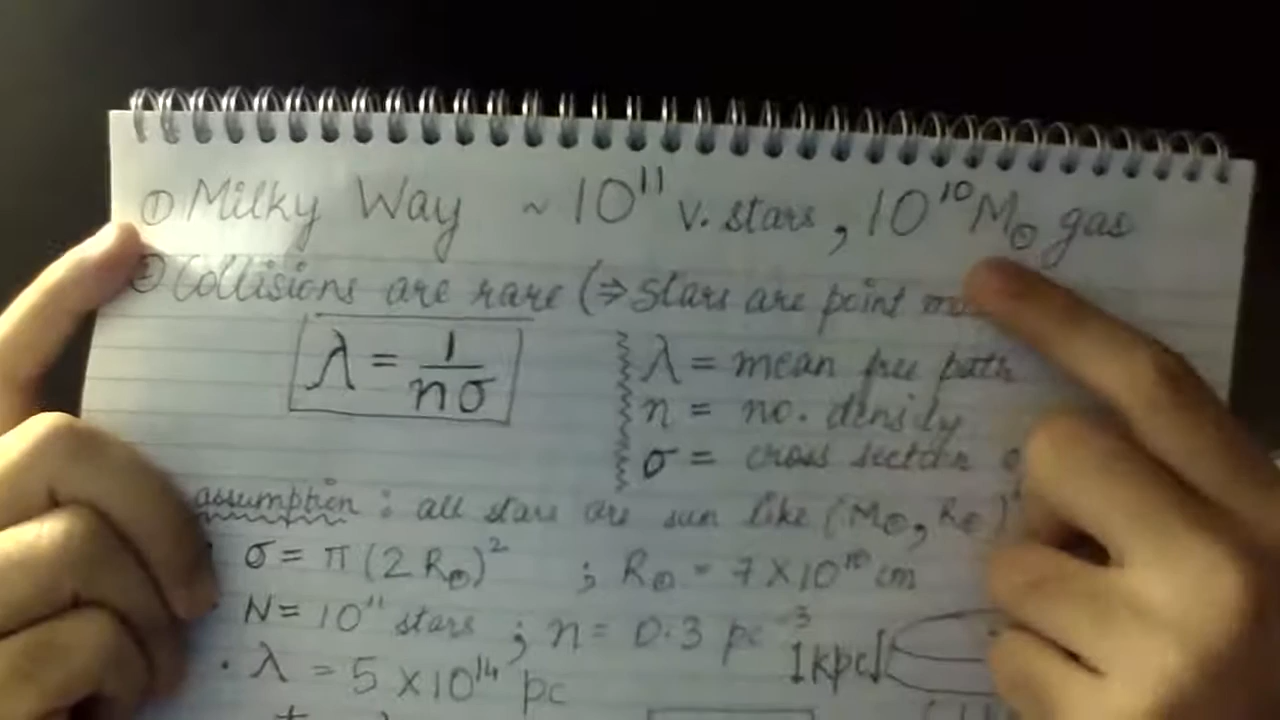 ① Milky Way ~ 10¹¹ v. stars, 10¹⁰ M☉ gas
② Collisions are rare (⇒ stars are point
λ = 1/nσ
λ = mean free path
n = no. density
σ = cross section
assumption : all stars are sun like (M☉, R☉)
σ = π (2 R☉)² ; R☉ = 7 X 10¹⁰ cm
· N = 10¹¹ stars ; n = 0.3 pc⁻³
1kpc
· λ = 5 X 10¹⁴ pc